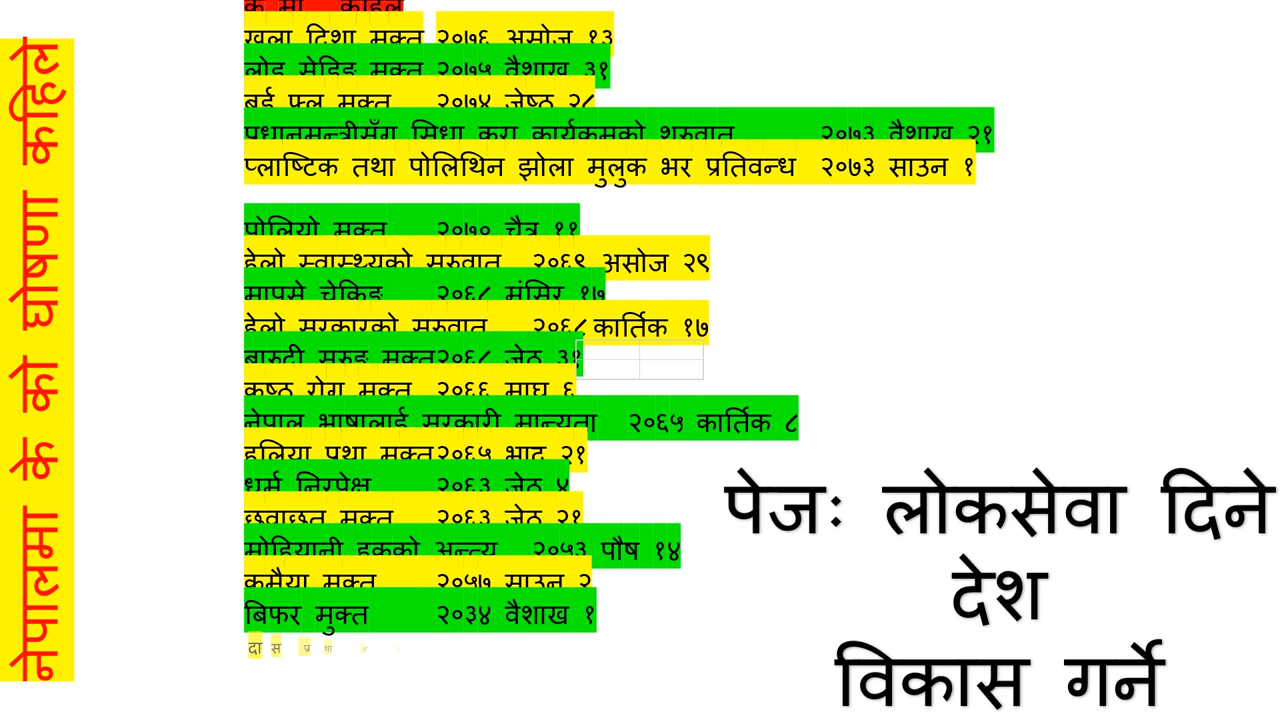 नेपालमा के को घोषणा कहिले
के मा कहिले
खुला दिशा मुक्त २०७६ असोज १३
लोड सेडिङ मुक्त २०७५ वैशाख ३१
बर्ड फ्लू मुक्त २०७४ जेष्ठ २८
प्रधानमन्त्रीसँग सिधा कुरा कार्यक्रमको शुरुवात २०७३ वैशाख २१
प्लाष्टिक तथा पोलिथिन झोला मुलुक भर प्रतिवन्ध २०७३ साउन १
पोलियो मुक्त २०७० चैत्र ११
हेलो स्वास्थ्यको सुरुवात २०६९ असोज २९
मापसे चेकिङ २०६८ मंसिर १७
हेलो सरकारको सुरुवात २०६८ कार्तिक १७
बारुदी सुरुङ मुक्त २०६८ जेठ ३१
कुष्ठ रोग मुक्त २०६६ माघ ६
नेपाल भाषालाई सरकारी मान्यता २०६५ कार्तिक ८
हलिया प्रथा मुक्त २०६५ भाद्र २१
धर्म निरपेक्ष २०६३ जेठ ४
छुवाछुत मुक्त २०६३ जेठ २१
मोहियानी हकको अन्त्य २०५३ पौष १४
कमैया मुक्त २०५७ साउन २
बिफर मुक्त २०३४ वैशाख १
दास प्रथा
पेजः लोकसेवा दिने
देश
विकास गर्ने